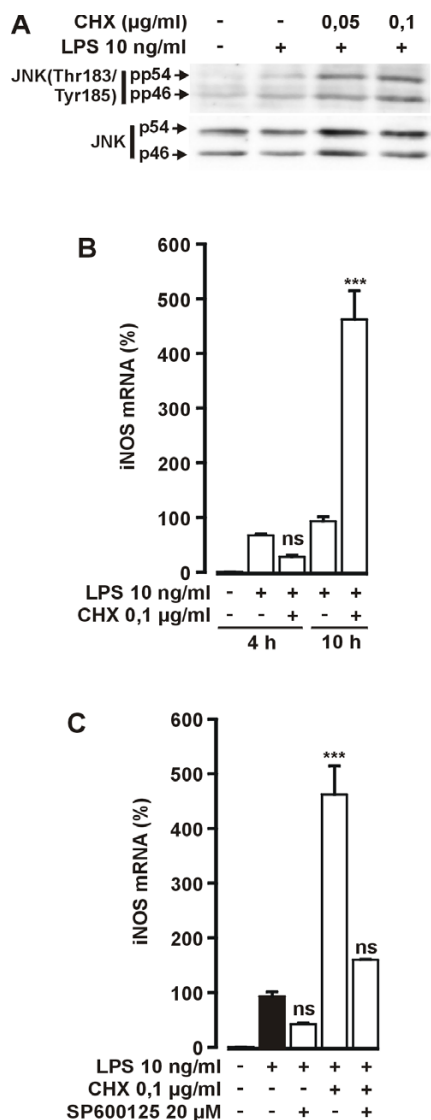 A
CHX (µg/ml) - - 0,05 0,1
LPS 10 ng/ml - + + +
JNK(Thr183/ pp54
Tyr185) pp46
JNK p54
p46
B
600
500
400
300
200
100
0
iNOS mRNA (%)
ns
***
LPS 10 ng/ml - + + + +
CHX 0,1 µg/ml - - + - +
4 h 10 h
C
600
500
400
300
200
100
0
iNOS mRNA (%)
ns
***
ns
LPS 10 ng/ml - + + + +
CHX 0,1 µg/ml - - - + +
SP600125 20 µM - - + - +